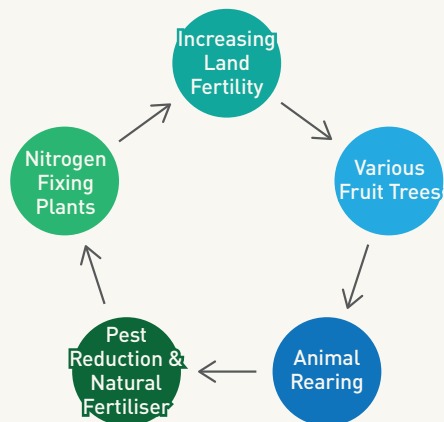 Increasing
Land
Fertility
Various
Fruit Trees
Animal
Rearing
Pest
Reduction &
Natural
Fertiliser
Nitrogen
Fixing
Plants